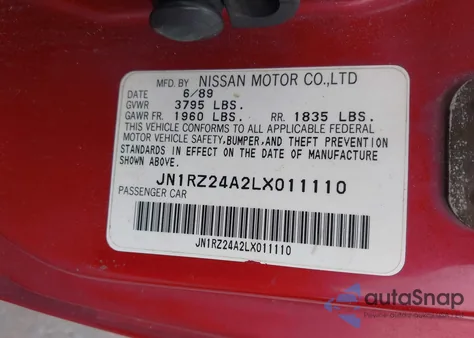 MFD. BY NISSAN MOTOR CO.,LTD
DATE 6/89
GVWR 3795 LBS.
GAWR FR. 1960 LBS. RR. 1835 LBS.
THIS VEHICLE CONFORMS TO ALL APPLICABLE FEDERAL
MOTOR VEHICLE SAFETY, BUMPER, AND THEFT PREVENTION
STANDARDS IN EFFECT ON THE DATE OF MANUFACTURE
SHOWN ABOVE.
JN1RZ24A2LX011110
PASSENGER CAR
JN1RZ24A2LX011110
autoSnap